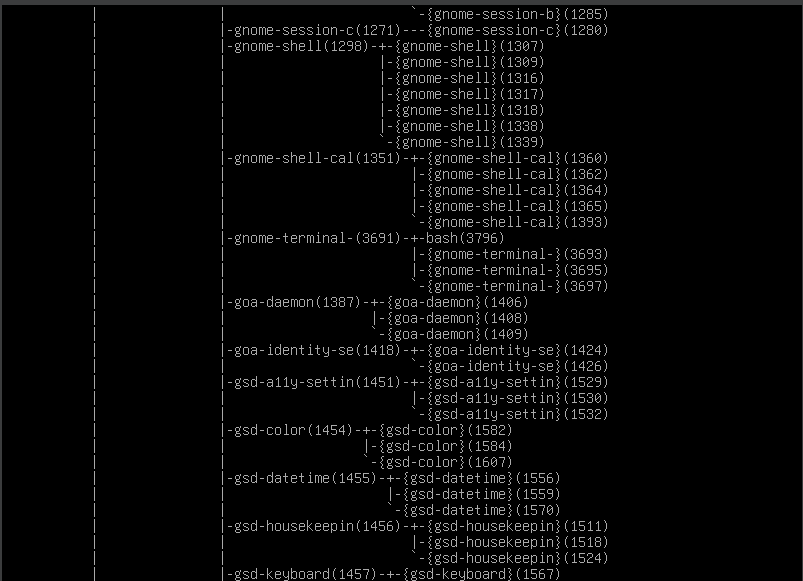 |                |                       `-{gnome-session-b}(1285)
|                |-gnome-session-c(1271)---{gnome-session-c}(1280)
|                |-gnome-shell(1298)-+-{gnome-shell}(1307)
|                |                   |-{gnome-shell}(1309)
|                |                   |-{gnome-shell}(1316)
|                |                   |-{gnome-shell}(1317)
|                |                   |-{gnome-shell}(1318)
|                |                   |-{gnome-shell}(1338)
|                |                   `-{gnome-shell}(1339)
|                |-gnome-shell-cal(1351)-+-{gnome-shell-cal}(1360)
|                |                       |-{gnome-shell-cal}(1362)
|                |                       |-{gnome-shell-cal}(1364)
|                |                       |-{gnome-shell-cal}(1365)
|                |                       `-{gnome-shell-cal}(1393)
|                |-gnome-terminal-(3691)-+-bash(3796)
|                |                       |-{gnome-terminal-}(3693)
|                |                       |-{gnome-terminal-}(3695)
|                |                       `-{gnome-terminal-}(3697)
|                |-goa-daemon(1387)-+-{goa-daemon}(1406)
|                |                  |-{goa-daemon}(1408)
|                |                  `-{goa-daemon}(1409)
|                |-goa-identity-se(1418)-+-{goa-identity-se}(1424)
|                |                       `-{goa-identity-se}(1426)
|                |-gsd-a11y-settin(1451)-+-{gsd-a11y-settin}(1529)
|                |                       |-{gsd-a11y-settin}(1530)
|                |                       `-{gsd-a11y-settin}(1532)
|                |-gsd-color(1454)-+-{gsd-color}(1582)
|                |                 |-{gsd-color}(1584)
|                |                 `-{gsd-color}(1607)
|                |-gsd-datetime(1455)-+-{gsd-datetime}(1556)
|                |                    |-{gsd-datetime}(1559)
|                |                    `-{gsd-datetime}(1570)
|                |-gsd-housekeepin(1456)-+-{gsd-housekeepin}(1511)
|                |                       |-{gsd-housekeepin}(1518)
|                |                       `-{gsd-housekeepin}(1524)
|                |-gsd-keyboard(1457)-+-{gsd-keyboard}(1567)